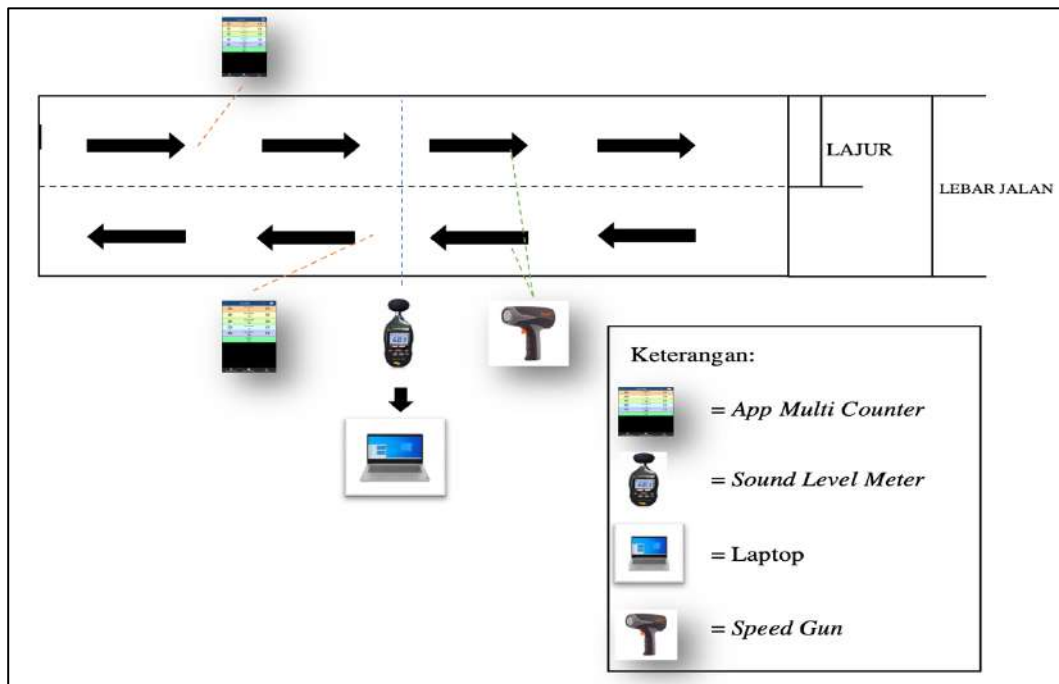 LAJUR
LEBAR JALAN
Keterangan:
= App Multi Counter
= Sound Level Meter
= Laptop
= Speed Gun